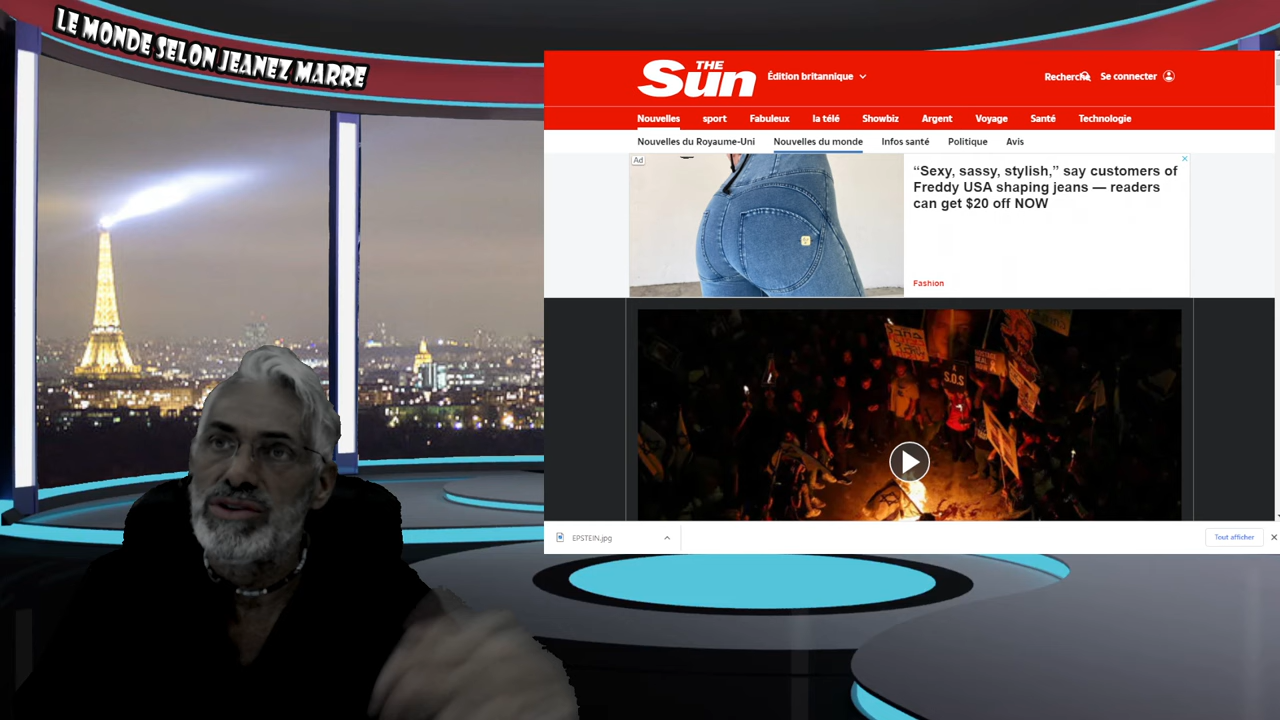 LE MONDE SELON JEANEZ MARRE
THE
Sun
Édition britannique
Recherche
Se connecter
Nouvelles
sport
Fabuleux
la télé
Showbiz
Argent
Voyage
Santé
Technologie
Nouvelles du Royaume-Uni
Nouvelles du monde
Infos santé
Politique
Avis
Ad
“Sexy, sassy, stylish,” say customers of
Freddy USA shaping jeans — readers
can get $20 off NOW
Fashion
S.O.S
EPSTEIN.jpg
Tout afficher